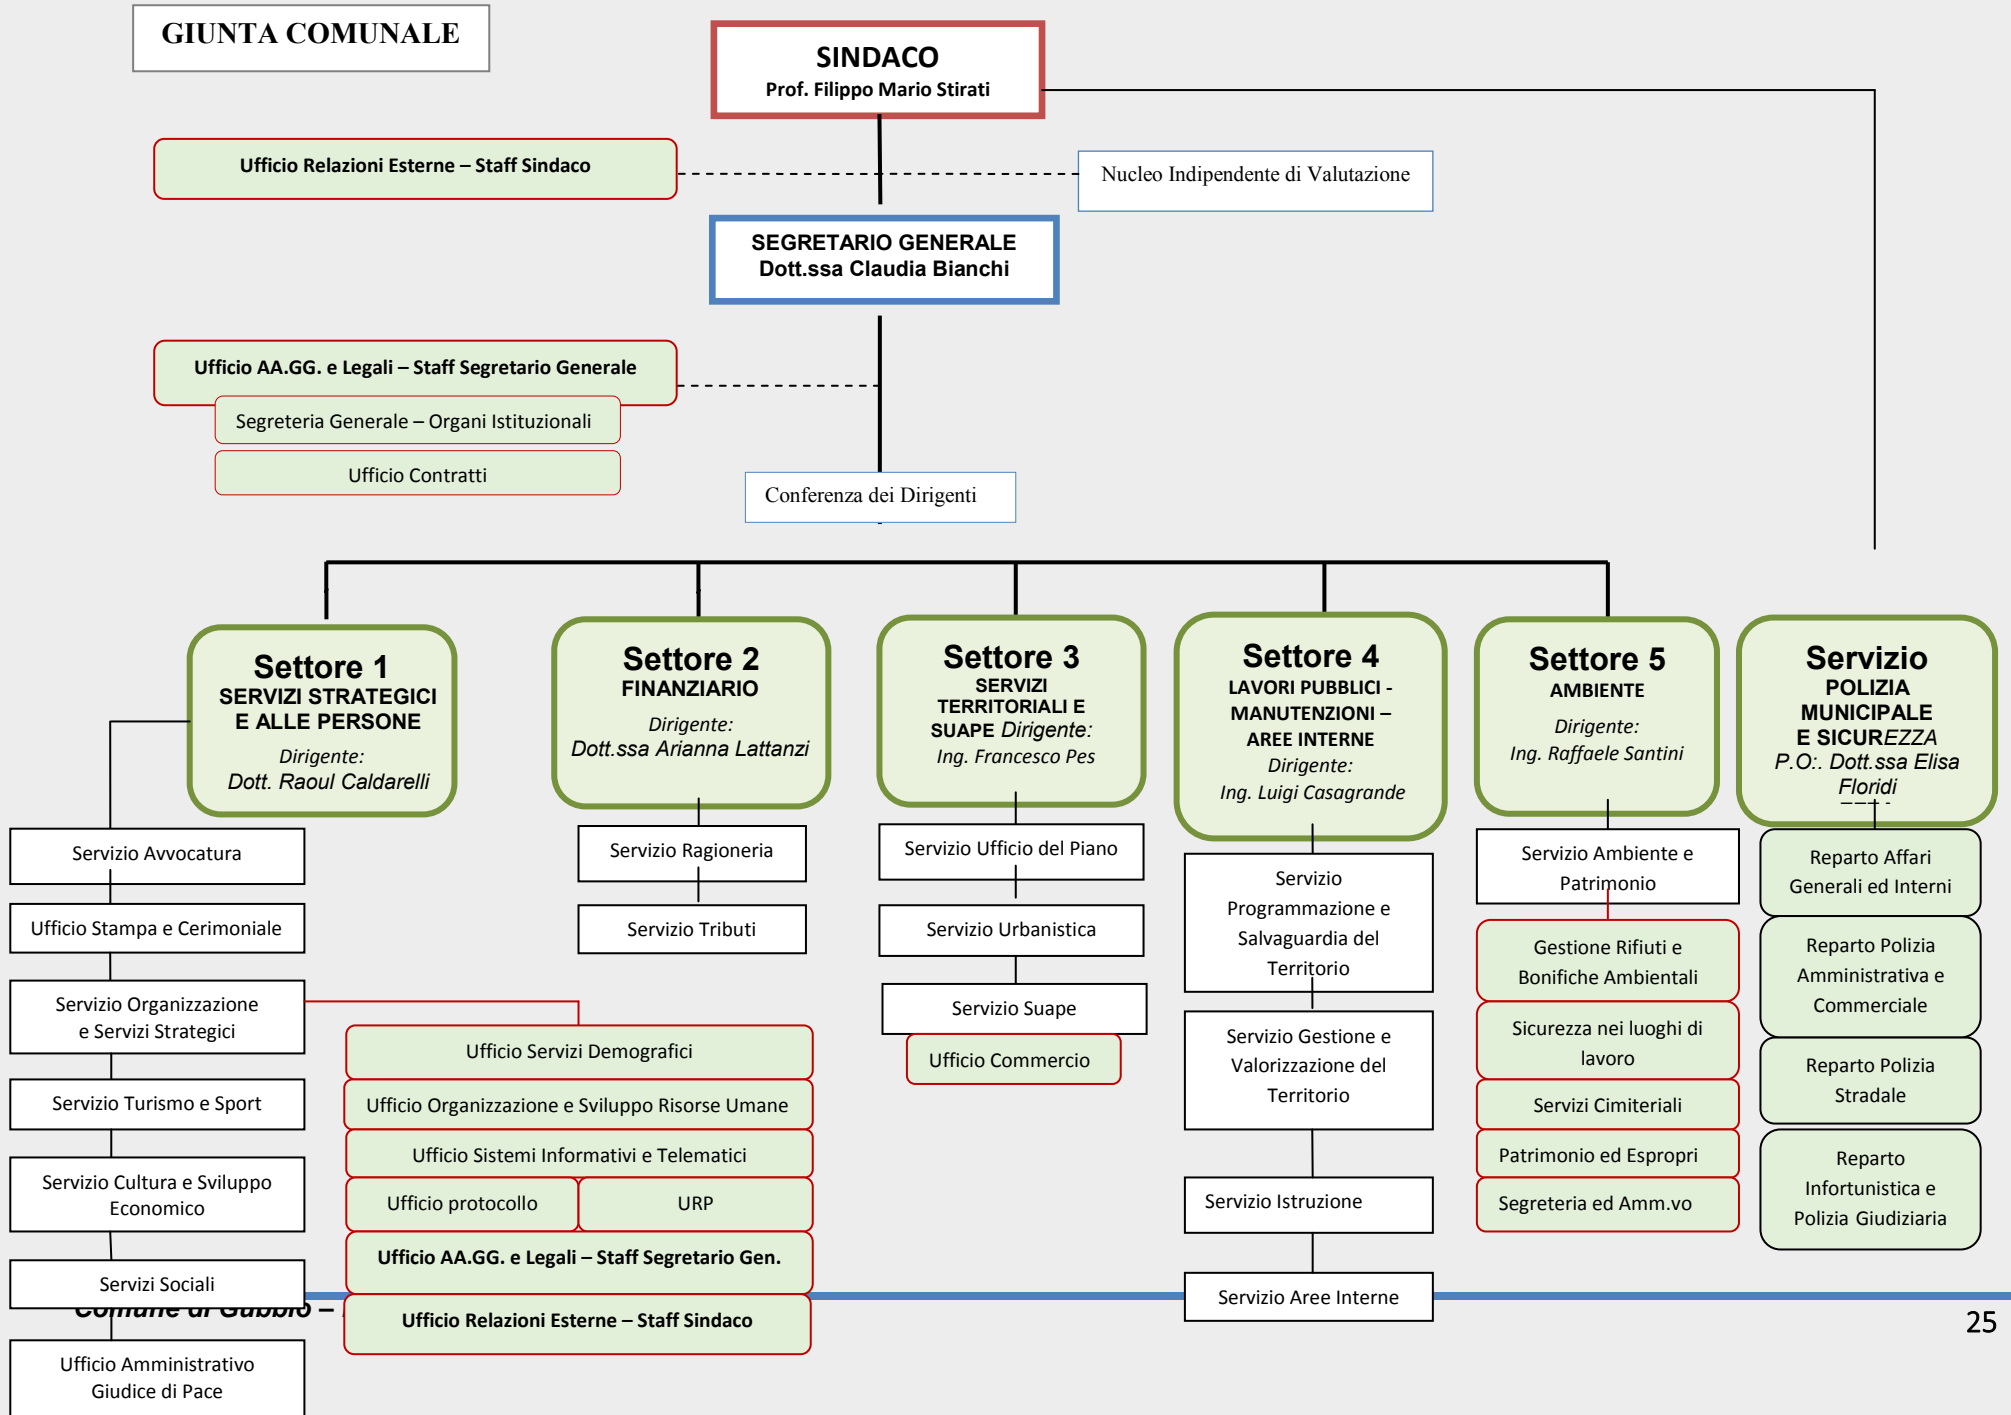 GIUNTA COMUNALE
SINDACO
Prof. Filippo Mario Stirati
Ufficio Relazioni Esterne – Staff Sindaco
Nucleo Indipendente di Valutazione
SEGRETARIO GENERALE
Dott.ssa Claudia Bianchi
Ufficio AA.GG. e Legali – Staff Segretario Generale
Segreteria Generale – Organi Istituzionali
Ufficio Contratti
Conferenza dei Dirigenti
Settore 1
SERVIZI STRATEGICI
E ALLE PERSONE
Dirigente:
Dott. Raoul Caldarelli
Servizio Avvocatura
Ufficio Stampa e Cerimoniale
Servizio Organizzazione
e Servizi Strategici
Servizio Turismo e Sport
Servizio Cultura e Sviluppo
Economico
Servizi Sociali
Ufficio Amministrativo
Giudice di Pace
Ufficio Servizi Demografici
Ufficio Organizzazione e Sviluppo Risorse Umane
Ufficio Sistemi Informativi e Telematici
Ufficio protocollo
URP
Ufficio AA.GG. e Legali – Staff Segretario Gen.
Ufficio Relazioni Esterne – Staff Sindaco
Settore 2
FINANZIARIO
Dirigente:
Dott.ssa Arianna Lattanzi
Servizio Ragioneria
Servizio Tributi
Settore 3
SERVIZI
TERRITORIALI E
SUAPE Dirigente:
Ing. Francesco Pes
Servizio Ufficio del Piano
Servizio Urbanistica
Servizio Suape
Ufficio Commercio
Settore 4
LAVORI PUBBLICI -
MANUTENZIONI –
AREE INTERNE
Dirigente:
Ing. Luigi Casagrande
Servizio
Programmazione e
Salvaguardia del
Territorio
Servizio Gestione e
Valorizzazione del
Territorio
Servizio Istruzione
Servizio Aree Interne
Settore 5
AMBIENTE
Dirigente:
Ing. Raffaele Santini
Servizio Ambiente e
Patrimonio
Gestione Rifiuti e
Bonifiche Ambientali
Sicurezza nei luoghi di
lavoro
Servizi Cimiteriali
Patrimonio ed Espropri
Segreteria ed Amm.vo
Servizio
POLIZIA
MUNICIPALE
E SICUREZZA
P.O:. Dott.ssa Elisa
Floridi
Reparto Affari
Generali ed Interni
Reparto Polizia
Amministrativa e
Commerciale
Reparto Polizia
Stradale
Reparto
Infortunistica e
Polizia Giudiziaria
Comune di Gubbio –
25